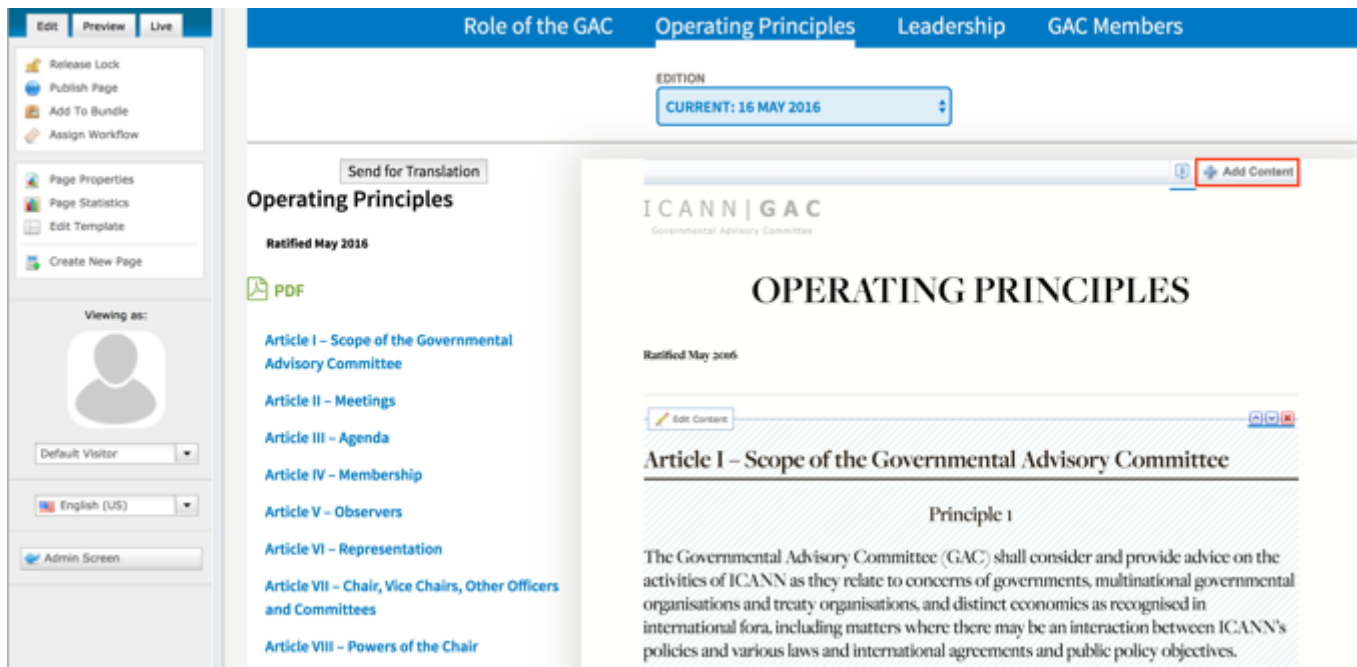 Edit Preview Live
Release Lock
Publish Page
Add To Bundle
Assign Workflow
Page Properties
Page Statistics
Edit Template
Create New Page
Viewing as:
Default Visitor
English (US)
Admin Screen
Role of the GAC Operating Principles Leadership GAC Members
EDITION
CURRENT: 16 MAY 2016
Send for Translation
Operating Principles
Ratified May 2016
PDF
Article I – Scope of the Governmental
Advisory Committee
Article II – Meetings
Article III – Agenda
Article IV – Membership
Article V – Observers
Article VI – Representation
Article VII – Chair, Vice Chairs, Other Officers
and Committees
Article VIII – Powers of the Chair
Add Content
ICANN|GAC
Governmental Advisory Committee
OPERATING PRINCIPLES
Ratified May 2016
Edit Content
Article I – Scope of the Governmental Advisory Committee
Principle 1
The Governmental Advisory Committee (GAC) shall consider and provide advice on the
activities of ICANN as they relate to concerns of governments, multinational governmental
organisations and treaty organisations, and distinct economies as recognised in
international fora, including matters where there may be an interaction between ICANN's
policies and various laws and international agreements and public policy objectives.